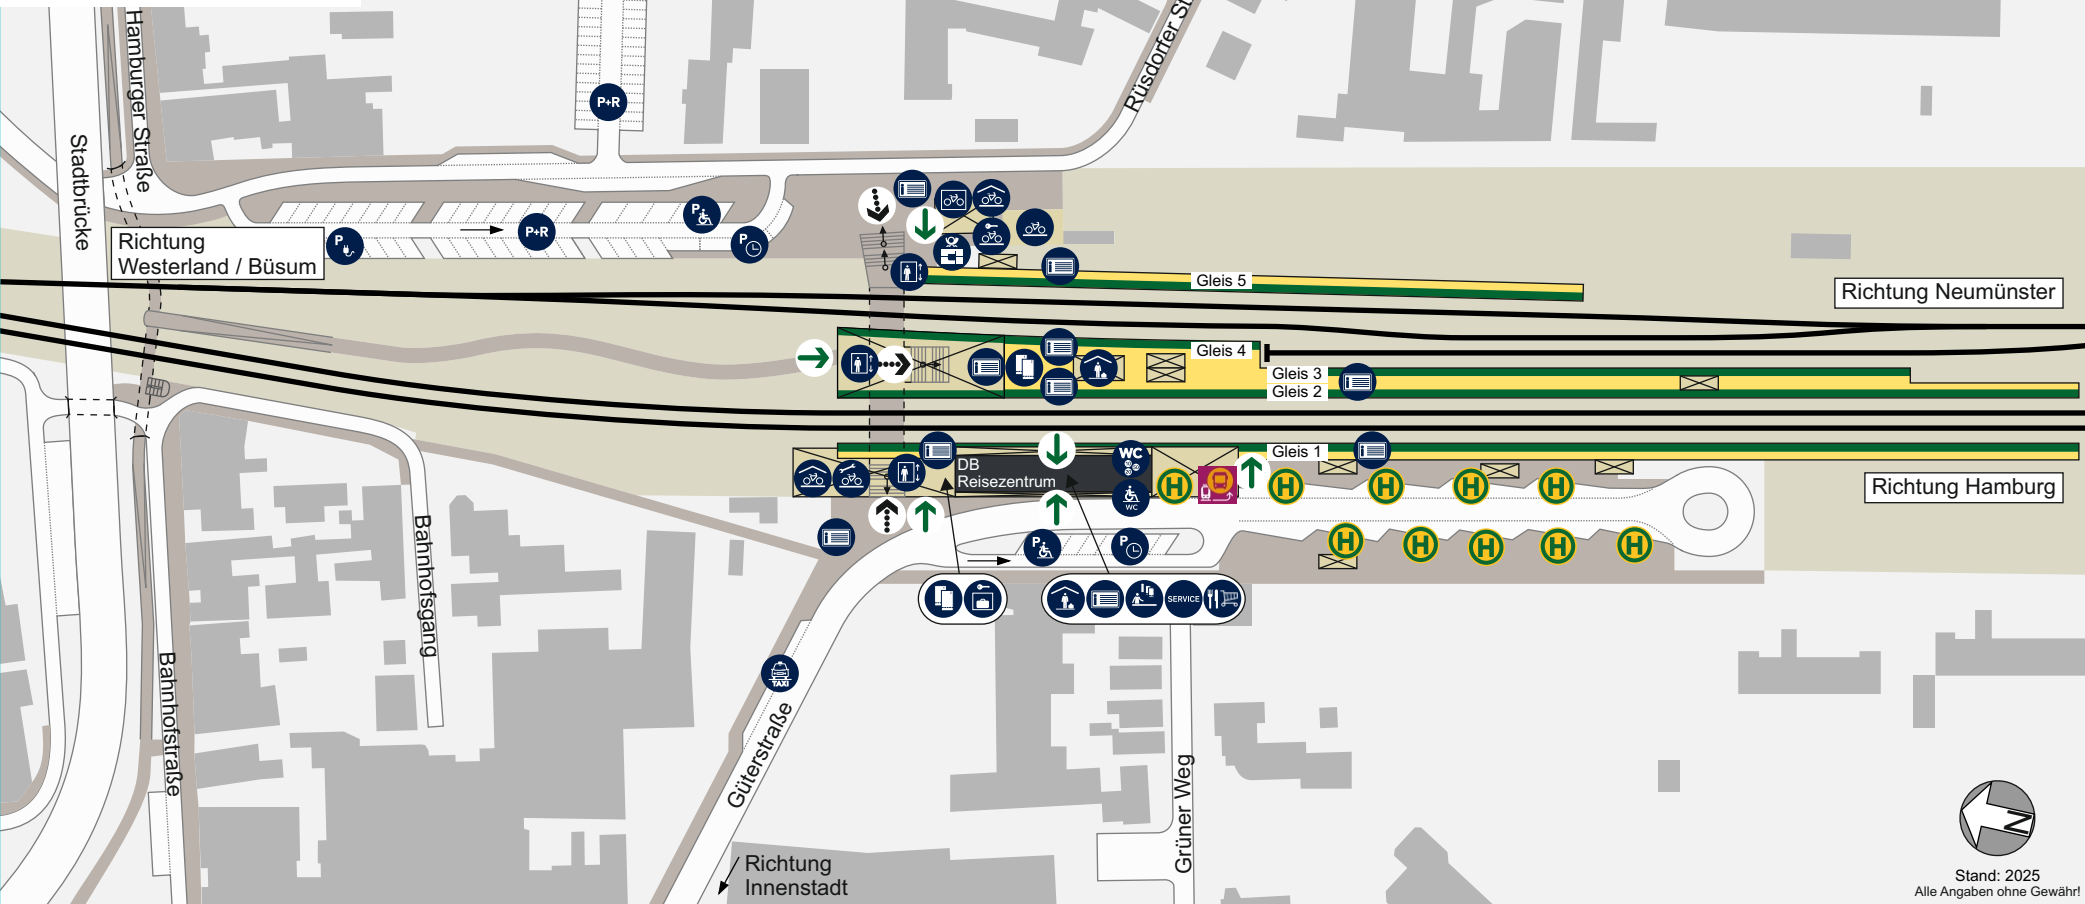 Hamburger Straße
Stadtbrücke
Rüsdorfer St
P+R
P
P+R
P
P
Richtung
Westerland / Büsum
Gleis 5
Richtung Neumünster
Gleis 4
Gleis 3
Gleis 2
Gleis 1
DB
Reisezentrum
WC
WC
H
H
H
H
H
H
H
H
H
H
Richtung Hamburg
P
P
SERVICE
TAXI
Bahnhofsgang
Bahnhofstraße
Güterstraße
Grüner Weg
Richtung
Innenstadt
N
Stand: 2025
Alle Angaben ohne Gewähr!